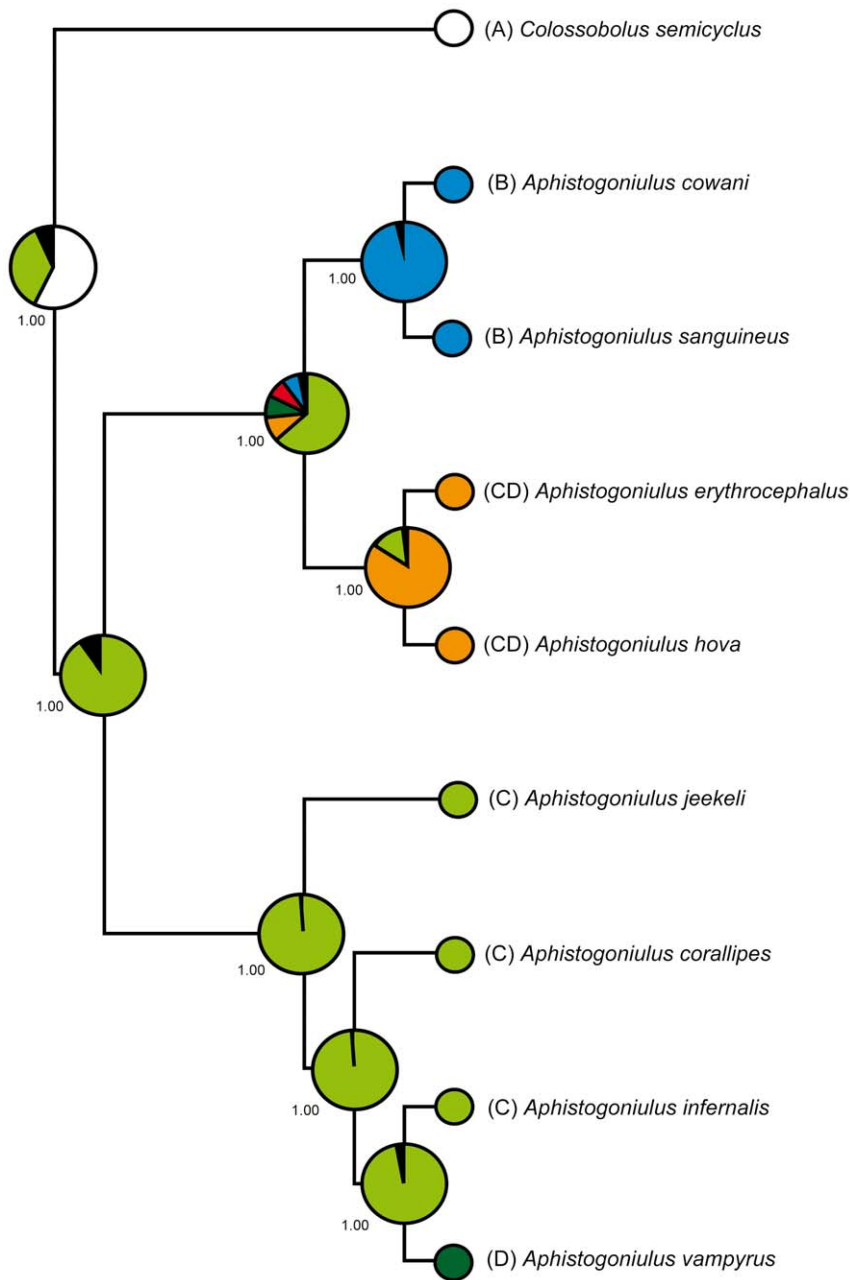 (A) Colossobolus semicyclus
(B) Aphistogoniulus cowani
1.00
1.00
(B) Aphistogoniulus sanguineus
1.00
(CD) Aphistogoniulus erythrocephalus
1.00
(CD) Aphistogoniulus hova
1.00
(C) Aphistogoniulus jeekeli
(C) Aphistogoniulus corallipes
1.00
(C) Aphistogoniulus infernalis
1.00
1.00
(D) Aphistogoniulus vampyrus